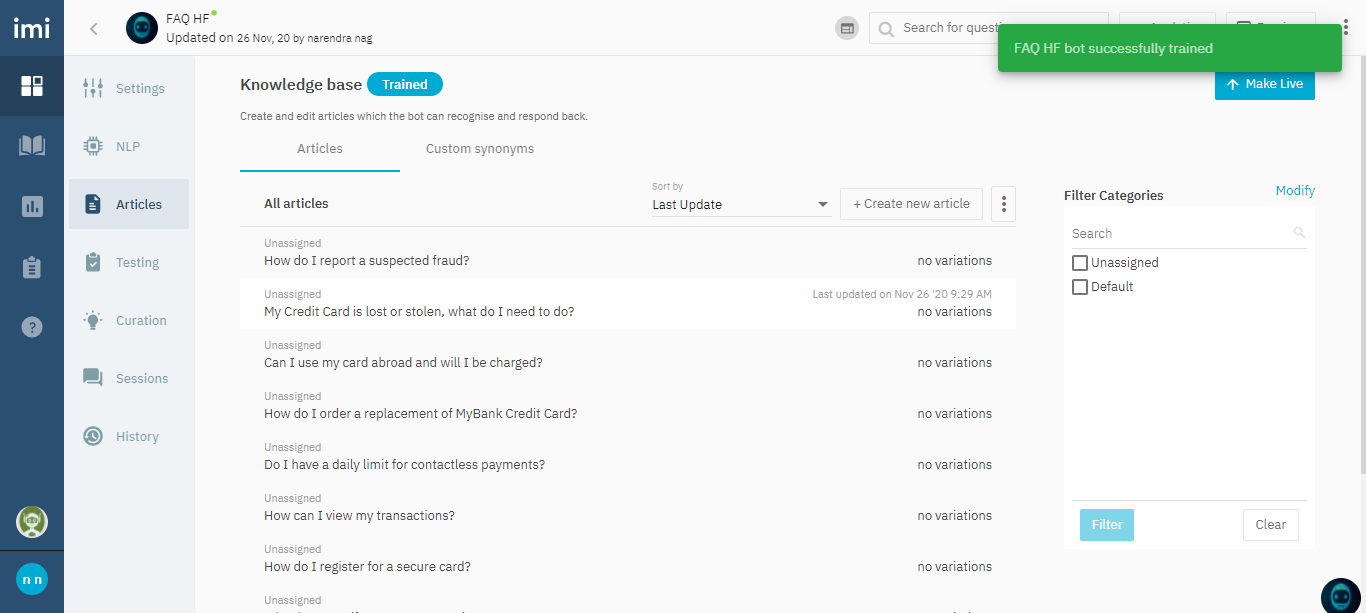 imi
FAQ HF
Updated on 26 Nov, 20 by narendra nag
Search for
FAQ HF bot successfully trained
Make Live
Settings
NLP
Articles
Testing
Curation
Sessions
History
n n
Knowledge base Trained
Create and edit articles which the bot can recognise and respond back.
Articles Custom synonyms
All articles
Sort by
Last Update
+ Create new article
Unassigned
How do I report a suspected fraud? no variations
Unassigned Last updated on Nov 26 '20 9:29 AM
My Credit Card is lost or stolen, what do I need to do? no variations
Unassigned
Can I use my card abroad and will I be charged? no variations
Unassigned
How do I order a replacement of MyBank Credit Card? no variations
Unassigned
Do I have a daily limit for contactless payments? no variations
Unassigned
How can I view my transactions? no variations
Unassigned
How do I register for a secure card? no variations
Unassigned
Filter Categories Modify
Search
Unassigned
Default
Filter Clear